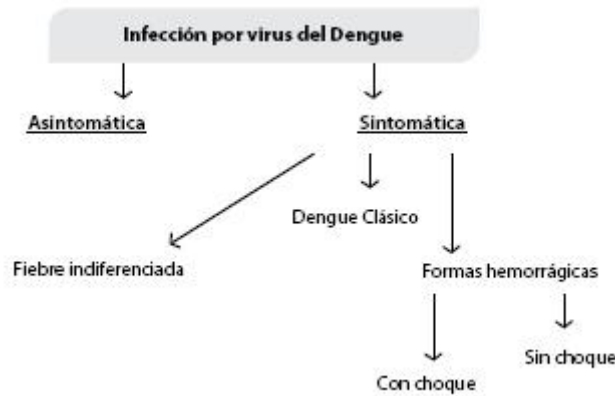 Infección por virus del Dengue
Asintomática
Sintomática
Dengue Clásico
Fiebre indiferenciada
Formas hemorrágicas
Sin choque
Con choque